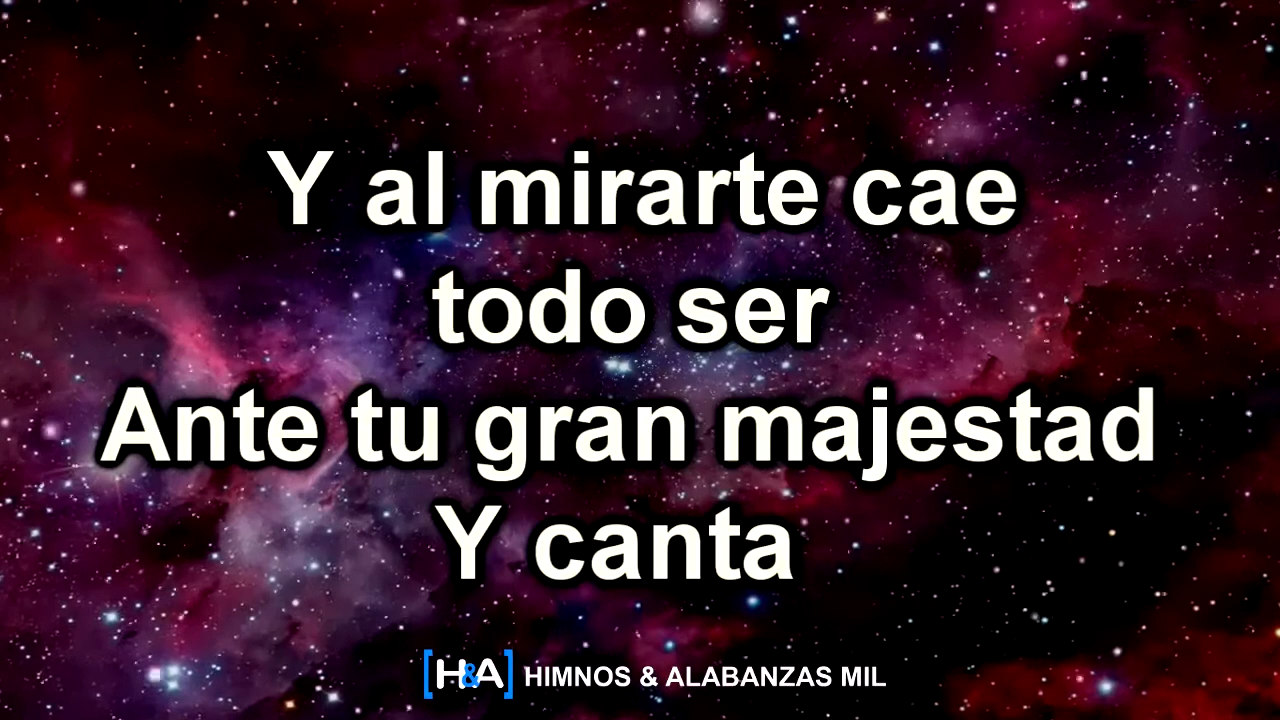 Y al mirarte cae
todo ser
Ante tu gran majestad
Y canta
[H&A] HIMNOS & ALABANZAS MIL